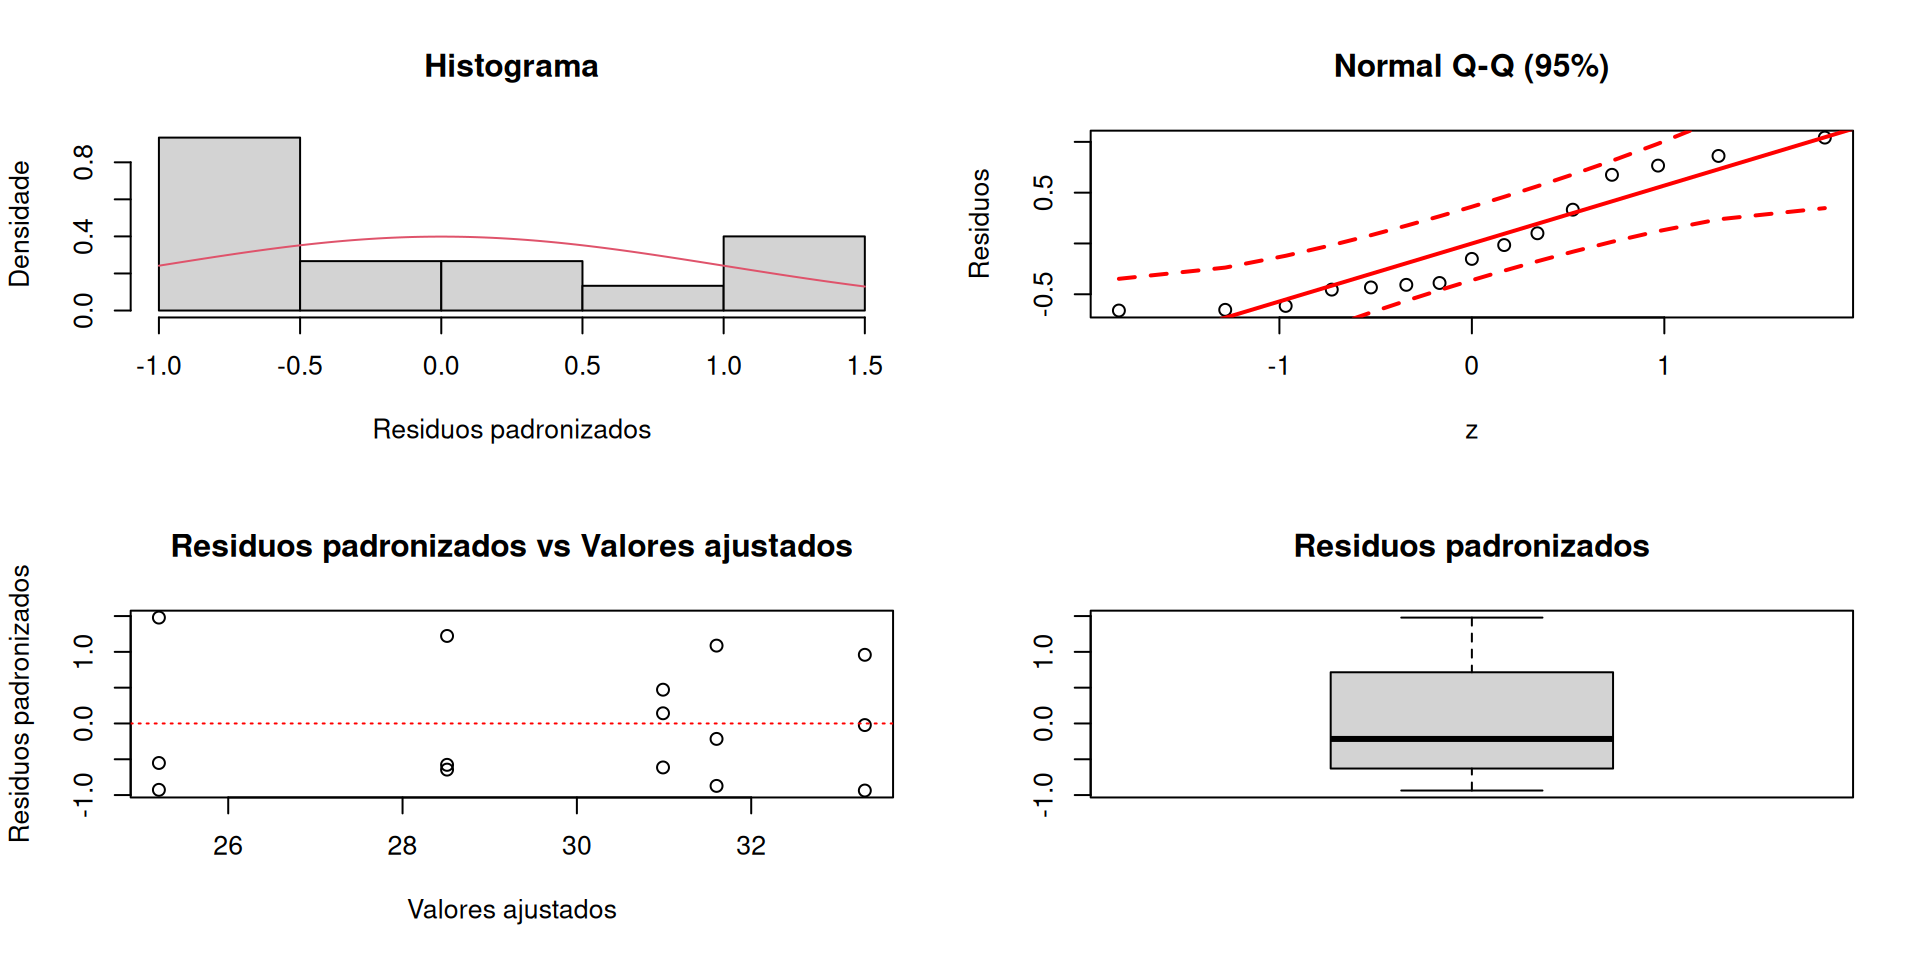 Histograma
Densidade
0.0 0.4 0.8
-1.0 -0.5 0.0 0.5 1.0 1.5
Residuos padronizados
Normal Q-Q (95%)
Residuos
-0.5 0.5
-1 0 1
z
Residuos padronizados vs Valores ajustados
Residuos padronizados
-1.0 0.0 1.0
26 28 30 32
Valores ajustados
Residuos padronizados
-1.0 0.0 1.0